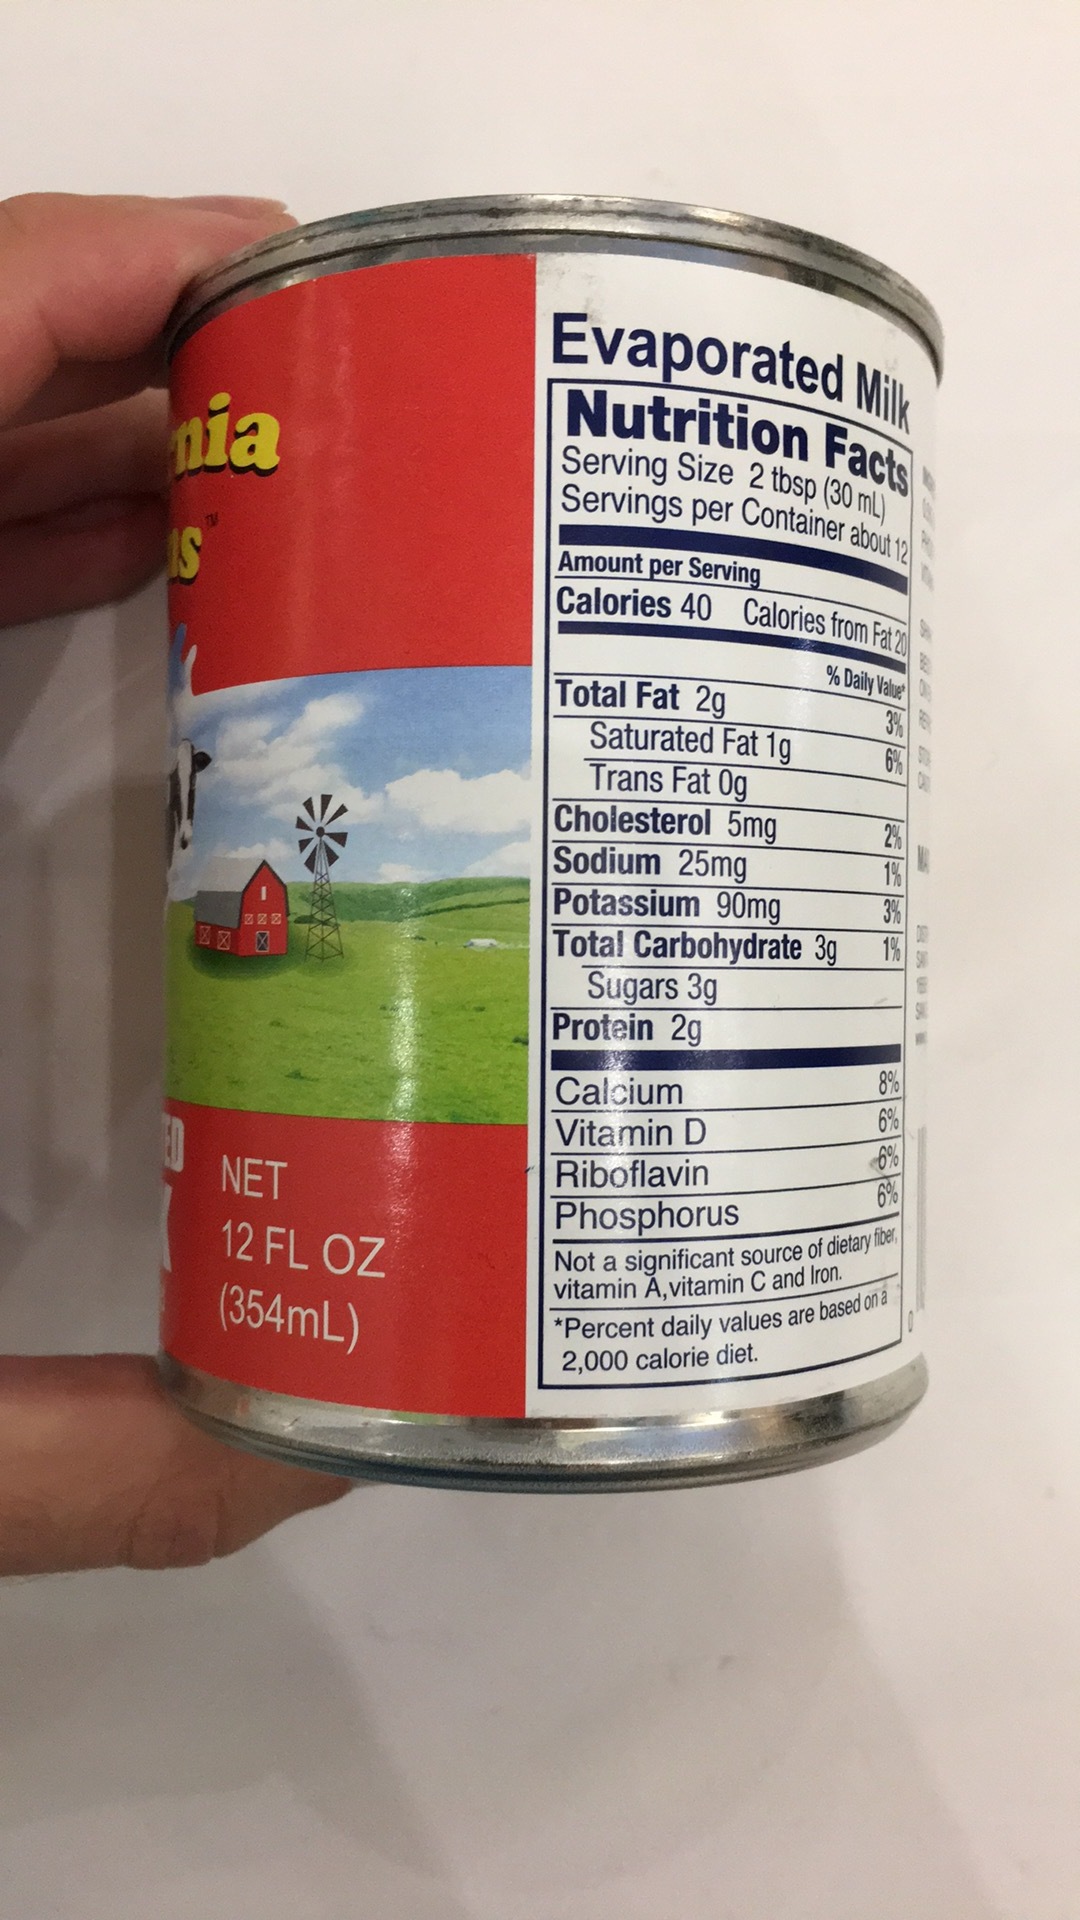 nia
s™
ED
K
NET
12 FL OZ
(354mL)
Evaporated Milk
Nutrition Facts
Serving Size 2 tbsp (30 mL)
Servings per Container about 12
Amount per Serving
Calories 40 Calories from Fat 20
% Daily Value*
Total Fat 2g 3%
Saturated Fat 1g 6%
Trans Fat 0g
Cholesterol 5mg 2%
Sodium 25mg 1%
Potassium 90mg 3%
Total Carbohydrate 3g 1%
Sugars 3g
Protein 2g
Calcium 8%
Vitamin D 6%
Riboflavin 6%
Phosphorus 6%
Not a significant source of dietary fiber,
vitamin A,vitamin C and Iron.
*Percent daily values are based on a
2,000 calorie diet.
0